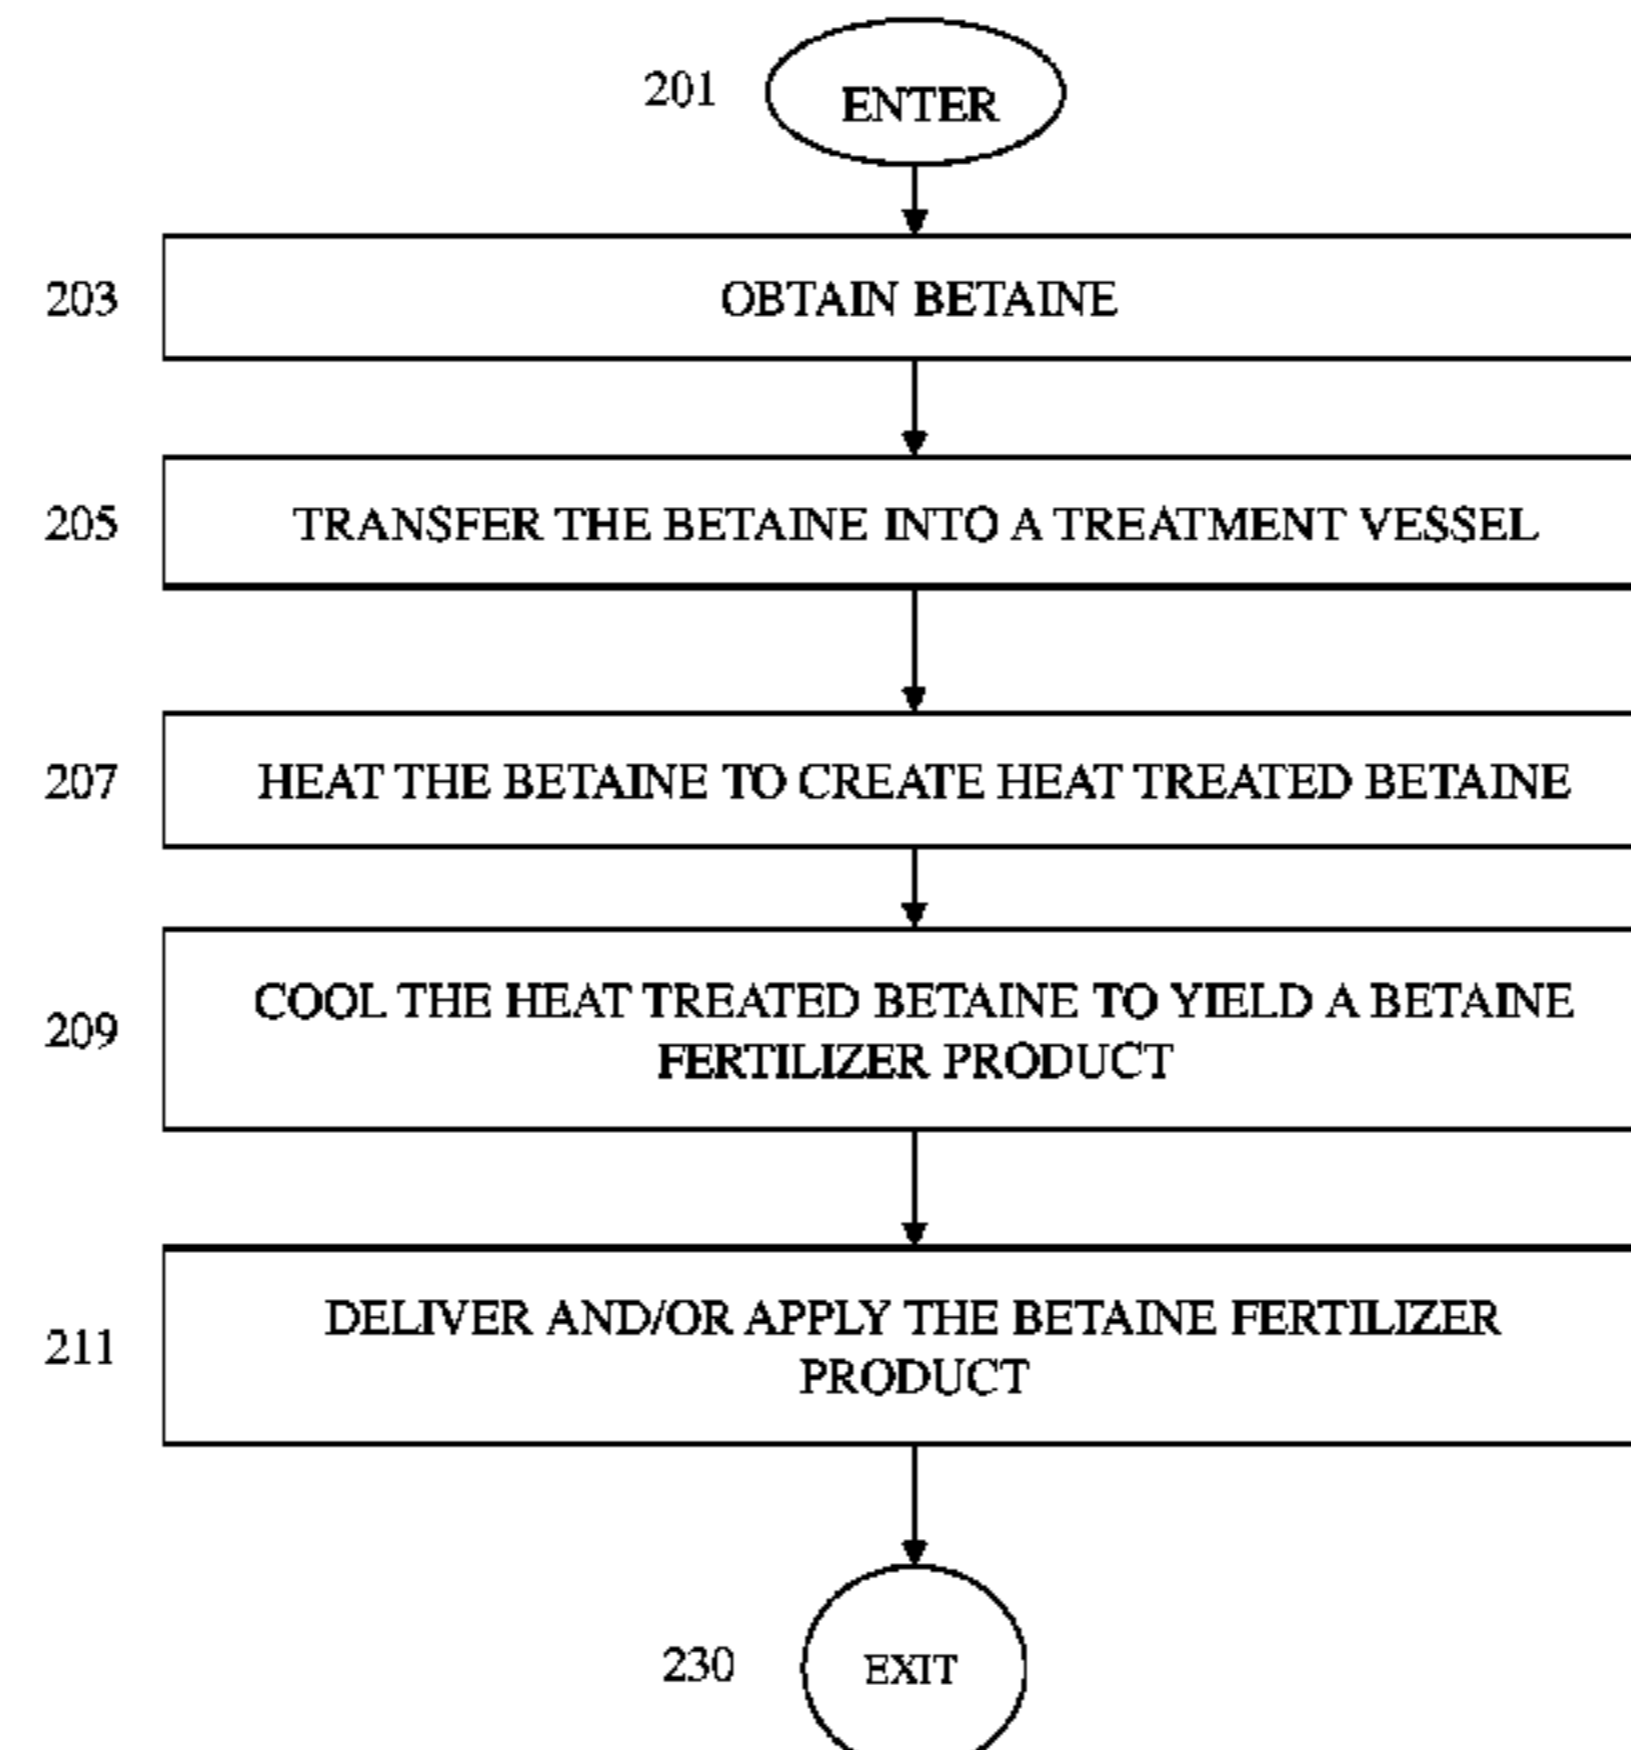 201
ENTER
203
OBTAIN BETAINE
205
TRANSFER THE BETAINE INTO A TREATMENT VESSEL
207
HEAT THE BETAINE TO CREATE HEAT TREATED BETAINE
209
COOL THE HEAT TREATED BETAINE TO YIELD A BETAINE
FERTILIZER PRODUCT
211
DELIVER AND/OR APPLY THE BETAINE FERTILIZER
PRODUCT
230
EXIT